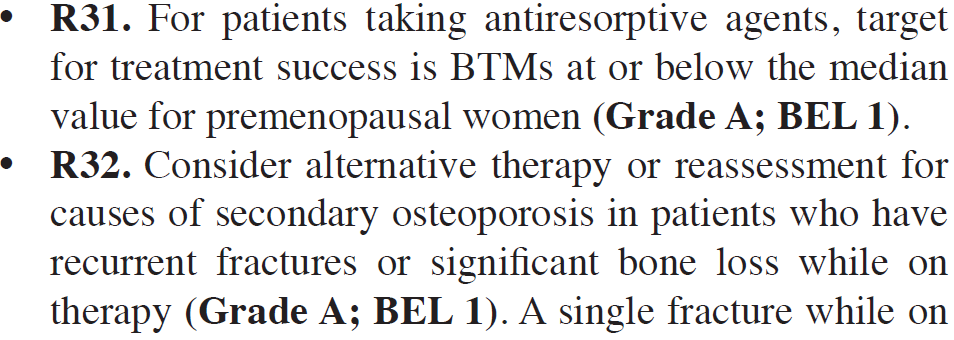 • R31. For patients taking antiresorptive agents, target
for treatment success is BTMs at or below the median
value for premenopausal women (Grade A; BEL 1).
• R32. Consider alternative therapy or reassessment for
causes of secondary osteoporosis in patients who have
recurrent fractures or significant bone loss while on
therapy (Grade A; BEL 1). A single fracture while on